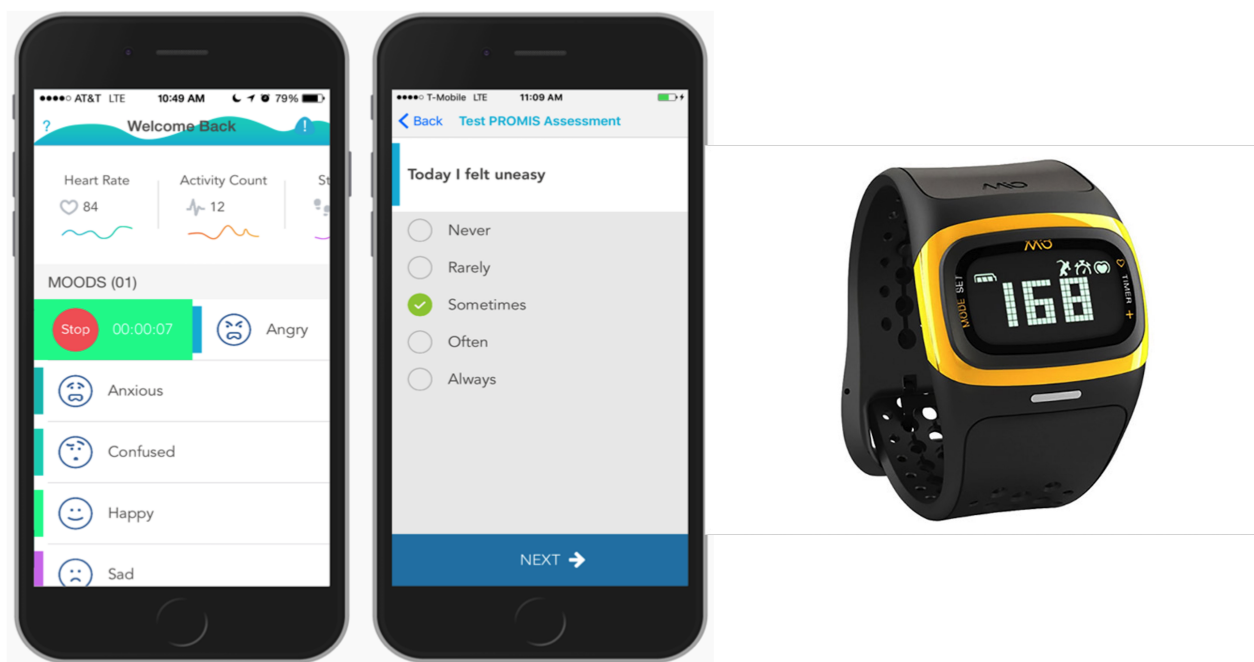 ●●●●○ AT&T LTE 10:49 AM 79%
? Welcome Back !
Heart Rate Activity Count St
84 12
MOODS (01)
Stop 00:00:07 Angry
Anxious
Confused
Happy
Sad
●●●●○ T-Mobile LTE 11:09 AM
Back Test PROMIS Assessment
Today I felt uneasy
Never
Rarely
Sometimes
Often
Always
NEXT
MIO
MIO
MODE SET
168
TIMER +